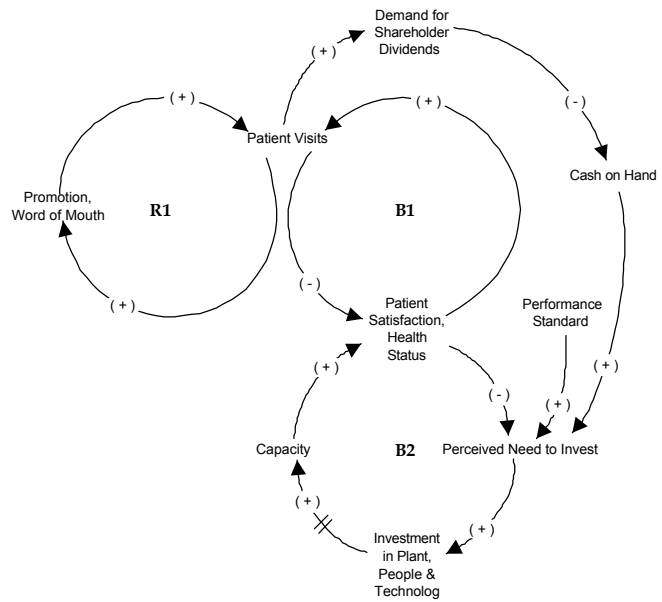 Demand for
Shareholder
Dividends
(+)
(+)
(+)
(-)
Patient Visits
Cash on Hand
Promotion,
Word of Mouth
R1
B1
(-)
(+)
Patient
Satisfaction,
Health
Status
Performance
Standard
(+)
(+)
(-)
(+)
Capacity
B2
Perceived Need to Invest
(+)
(+)
Investment
in Plant,
People &
Technolog